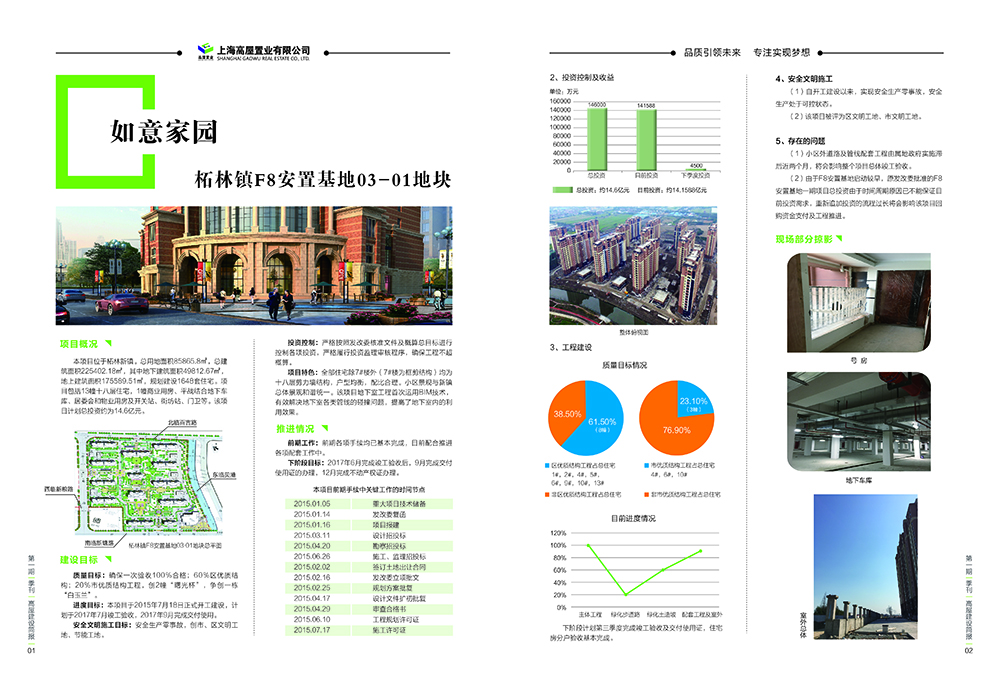 高屋置业
上海高屋置业有限公司
SHANGHAI GAOWU REAL ESTATE CO., LTD.
如意家园
柘林镇F8安置基地03-01地块
项目概况
本项目位于柘林新镇。总用地面积85865.8㎡。总建
筑面积225402.18㎡，其中地下建筑面积49812.67㎡，
地上建筑面积175589.51㎡。规划建设1648套住宅。项
目包括13幢十八层住宅、1幢商业用房、平战结合地下车
库、居委会和物业用房及开关站、街坊站、门卫等。该项
目计划总投资约为14.6亿元。
北临百吉路
东临贝港
西临新柘路
南临新镇路
柘林镇F8安置基地03-01地块总平面
建设目标
质量目标：确保一次验收100%合格；60%区优质结
构；20%市优质结构工程，创2幢“曙光杯”，争创一栋
“白玉兰”。
进度目标：本项目于2015年7月18日正式开工建设，计
划于2017年7月竣工验收，2017年9月完成交付使用。
安全文明施工目标：安全生产零事故，创市、区文明工
地、节能工地。
第一期
季刊
高屋建设简报
01
投资控制：严格按照发改委核准文件及概算总目标进行
控制各项投资。严格履行投资监理审核程序，确保工程不超
概算。
项目特色：全部住宅除7#楼外（7#楼为框剪结构）均为
十八层剪力墙结构，户型均衡，配比合理。小区景观与新镇
总体景观和谐统一。该项目地下室工程首次运用BIM技术，
有效解决地下室各类管线的碰撞问题，提高了地下室内的利
用效果。
推进情况
前期工作：前期各项手续均已基本完成，目前配合推进
各项配套工作中。
下阶段目标：2017年6月完成竣工验收后，9月完成交付
使用证的办理，12月完成不动产权证办理。
本项目前期手续中关键工作的时间节点
2015.01.05 重大项目技术储备
2015.01.14 发改委复函
2015.01.16 项目报建
2015.03.11 设计招投标
2015.04.20 勘察招投标
2015.06.26 施工、监理招投标
2015.02.02 签订土地出让合同
2015.02.16 发改委立项批文
2015.02.25 规划方案批复
2015.04.17 设计文件扩初批复
2015.04.29 审查合格书
2015.06.10 工程规划许可证
2015.07.17 施工许可证
品质引领未来 专注实现梦想
2、投资控制及收益
单位：万元
160000
140000
120000
100000
80000
60000
40000
20000
0
146000
141588
4500
总投资
目前投资
下季度投资
总投资：约14.6亿元 目前投资：约14.1588亿元
整体俯视图
3、工程建设
质量目标情况
38.50%
61.50%
（8幢）
23.10%
（3幢）
76.90%
区优质结构工程占总住宅
1#、2#、4#、5#、
6#、9#、10#、13#
非区优质结构工程占总住宅
市优质结构工程占总住宅
4#、6#、10#
非市优质结构工程占总住宅
目前进度情况
120%
100%
80%
60%
40%
20%
0%
主体工程
绿化步道路
绿化土造坡
配套工程及室外
下阶段计划第三季度完成竣工验收及交付使用证，住宅
房分户验收基本完成。
4、安全文明施工
（1）自开工建设以来，实现安全生产零事故，安全
生产处于可控状态。
（2）该项目被评为区文明工地、市文明工地。
5、存在的问题
（1）小区外道路及管线配套工程由属地政府实施滞
后近两个月，将会影响整个项目总体竣工验收。
（2）由于F8安置基地启动较早，原发改委批准的F8
安置基地一期项目总投资由于时间周期原因已不能保证目
前投资需求，重新追加投资的流程过长将会影响该项目回
购资金支付及工程推进。
现场部分掠影
号房
地下车库
室外总体
第一期
季刊
高屋建设简报
02